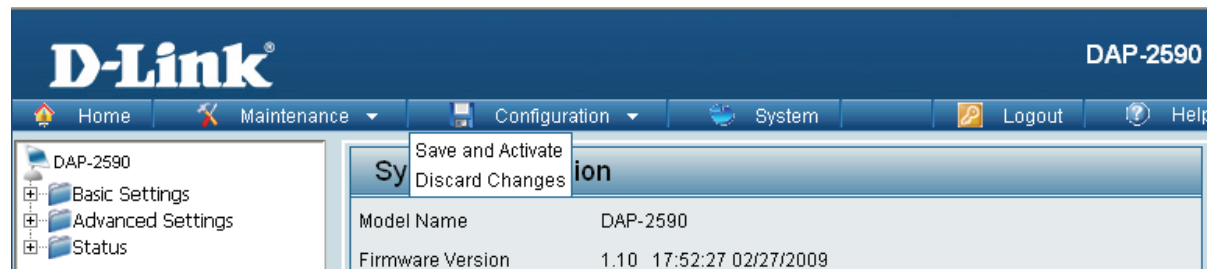 D-Link®
DAP-2590
Home Maintenance Configuration System Logout Help
Save and Activate
Discard Changes
DAP-2590
Basic Settings
Advanced Settings
Status
Sy ion
Model Name DAP-2590
Firmware Version 1.10 17:52:27 02/27/2009